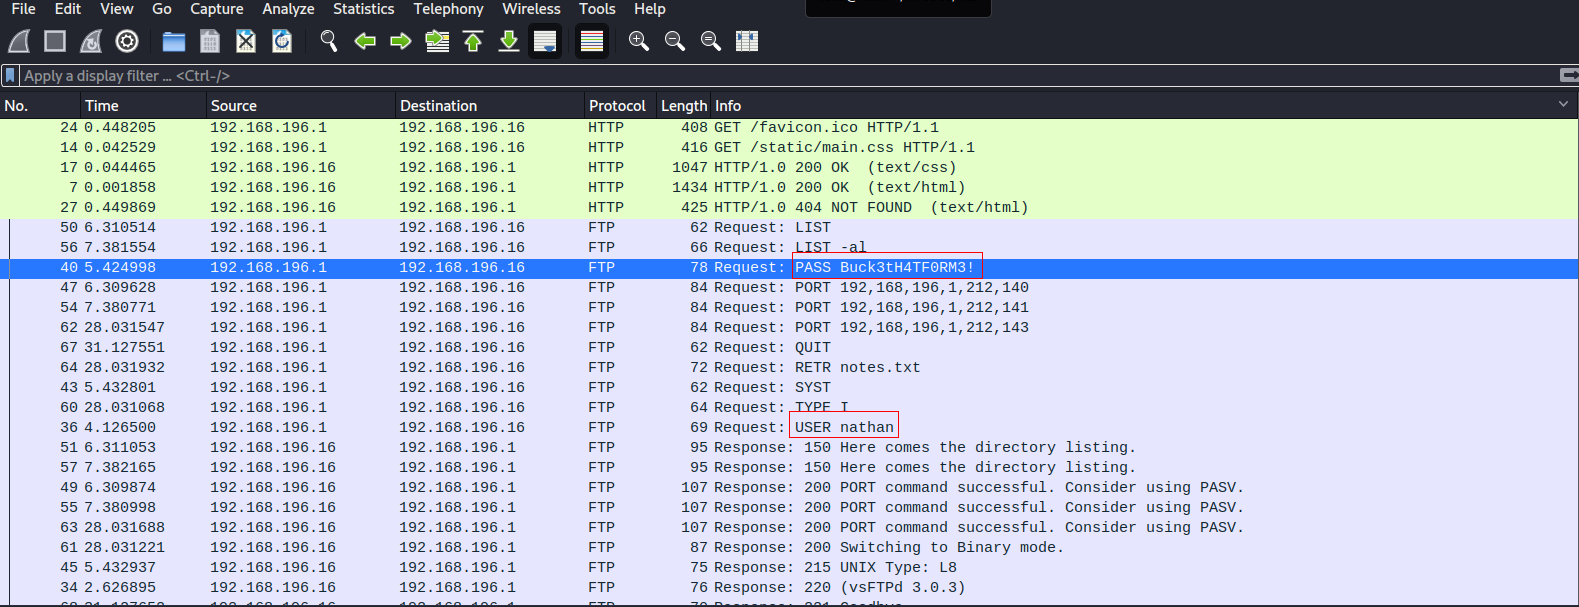 File Edit View Go Capture Analyze Statistics Telephony Wireless Tools Help
Apply a display filter ... <Ctrl-/>
No. Time Source Destination Protocol Length Info
24 0.448205 192.168.196.1 192.168.196.16 HTTP 408 GET /favicon.ico HTTP/1.1
14 0.042529 192.168.196.1 192.168.196.16 HTTP 416 GET /static/main.css HTTP/1.1
17 0.044465 192.168.196.16 192.168.196.1 HTTP 1047 HTTP/1.0 200 OK (text/css)
7 0.001858 192.168.196.16 192.168.196.1 HTTP 1434 HTTP/1.0 200 OK (text/html)
27 0.449869 192.168.196.16 192.168.196.1 HTTP 425 HTTP/1.0 404 NOT FOUND (text/html)
50 6.310514 192.168.196.1 192.168.196.16 FTP 62 Request: LIST
56 7.381554 192.168.196.1 192.168.196.16 FTP 66 Request: LIST -al
40 5.424998 192.168.196.1 192.168.196.16 FTP 78 Request: PASS Buck3tH4TF0RM3!
47 6.309628 192.168.196.1 192.168.196.16 FTP 84 Request: PORT 192,168,196,1,212,140
54 7.380771 192.168.196.1 192.168.196.16 FTP 84 Request: PORT 192,168,196,1,212,141
62 28.031547 192.168.196.1 192.168.196.16 FTP 84 Request: PORT 192,168,196,1,212,143
67 31.127551 192.168.196.1 192.168.196.16 FTP 62 Request: QUIT
64 28.031932 192.168.196.1 192.168.196.16 FTP 72 Request: RETR notes.txt
43 5.432801 192.168.196.1 192.168.196.16 FTP 62 Request: SYST
60 28.031068 192.168.196.1 192.168.196.16 FTP 64 Request: TYPE I
36 4.126500 192.168.196.1 192.168.196.16 FTP 69 Request: USER nathan
51 6.311053 192.168.196.16 192.168.196.1 FTP 95 Response: 150 Here comes the directory listing.
57 7.382165 192.168.196.16 192.168.196.1 FTP 95 Response: 150 Here comes the directory listing.
49 6.309874 192.168.196.16 192.168.196.1 FTP 107 Response: 200 PORT command successful. Consider using PASV.
55 7.380998 192.168.196.16 192.168.196.1 FTP 107 Response: 200 PORT command successful. Consider using PASV.
63 28.031688 192.168.196.16 192.168.196.1 FTP 107 Response: 200 PORT command successful. Consider using PASV.
61 28.031221 192.168.196.16 192.168.196.1 FTP 87 Response: 200 Switching to Binary mode.
45 5.432937 192.168.196.16 192.168.196.1 FTP 75 Response: 215 UNIX Type: L8
34 2.626895 192.168.196.16 192.168.196.1 FTP 76 Response: 220 (vsFTPd 3.0.3)